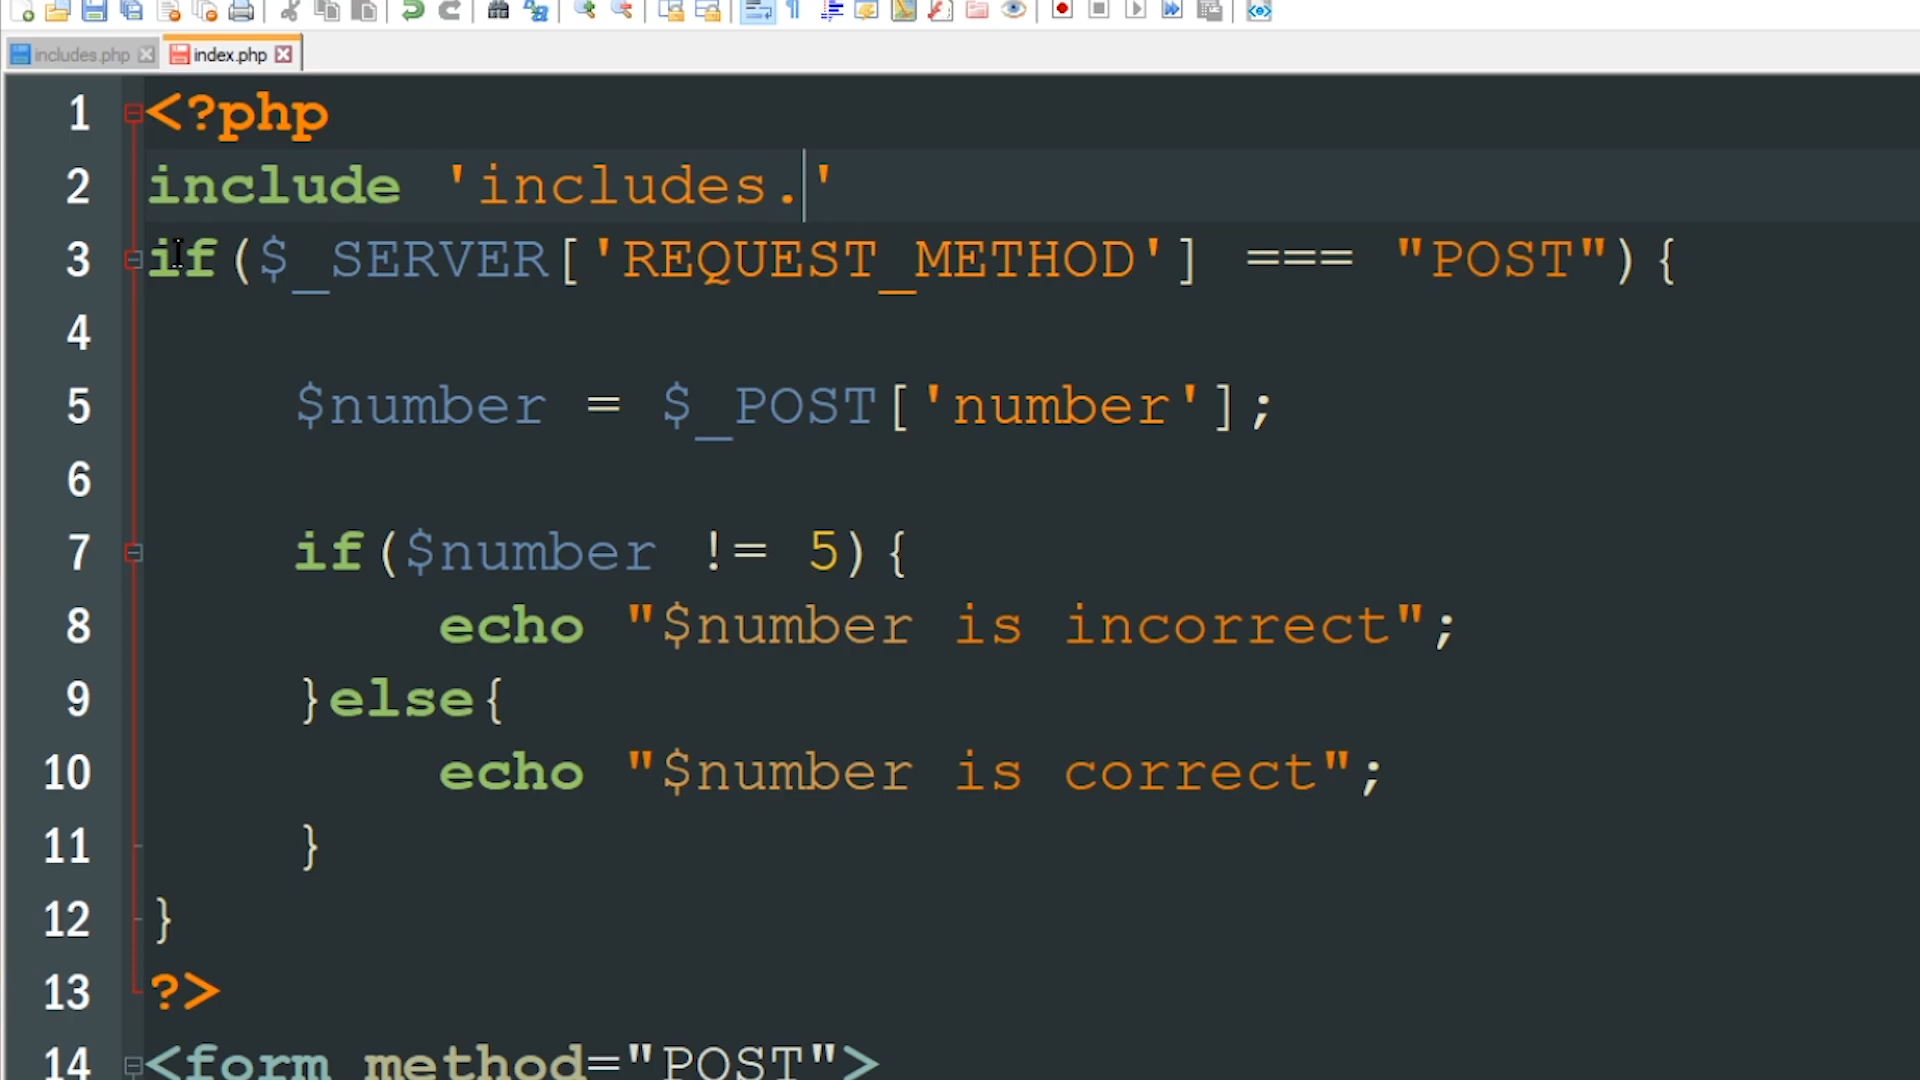 includes.php index.php
1 <?php
2 include 'includes.'
3 if($_SERVER['REQUEST_METHOD'] === "POST"){
4
5 $number = $_POST['number'];
6
7 if($number != 5){
8 echo "$number is incorrect";
9 }else{
10 echo "$number is correct";
11 }
12 }
13 ?>
14 <form method="POST">